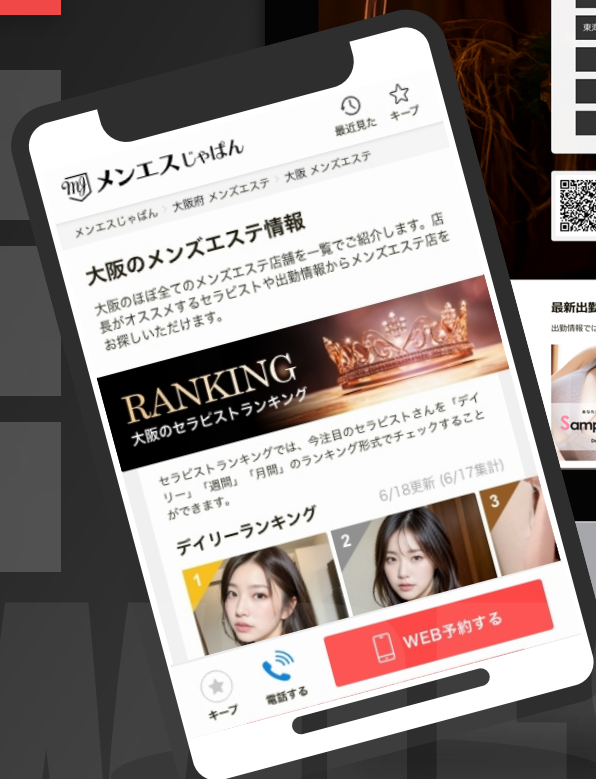 東海
最近見た
キープ
メンエスじゃぱん
メンエスじゃぱん 大阪府 メンズエステ 大阪 メンズエステ
大阪のメンズエステ情報
大阪のほぼ全てのメンズエステ店舗を一覧でご紹介します。店
長がオススメするセラピストや出勤情報からメンズエステ店を
お探しいただけます。
RANKING
大阪のセラピストランキング
セラピストランキングでは、今注目のセラピストさんを「デイ
リー」「週間」「月間」のランキング形式でチェックすること
ができます。
6/18更新 (6/17集計)
デイリーランキング
1
2
3
キープ
電話する
WEB予約する
最新出勤
出勤情報では
Samp